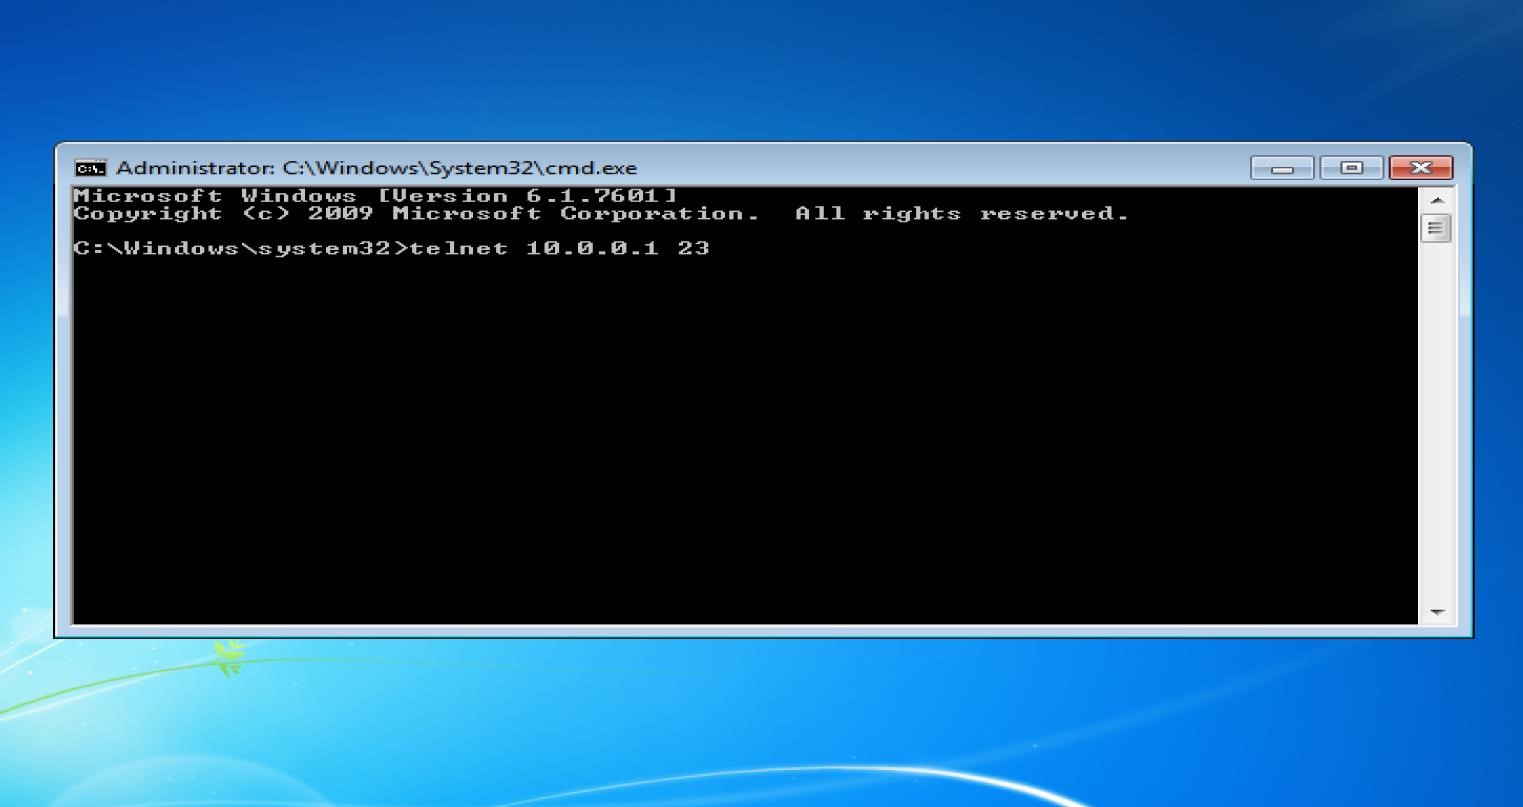 Administrator: C:\Windows\System32\cmd.exe
Microsoft Windows [Version 6.1.7601]
Copyright (c) 2009 Microsoft Corporation.  All rights reserved.
C:\Windows\system32>telnet 10.0.0.1 23